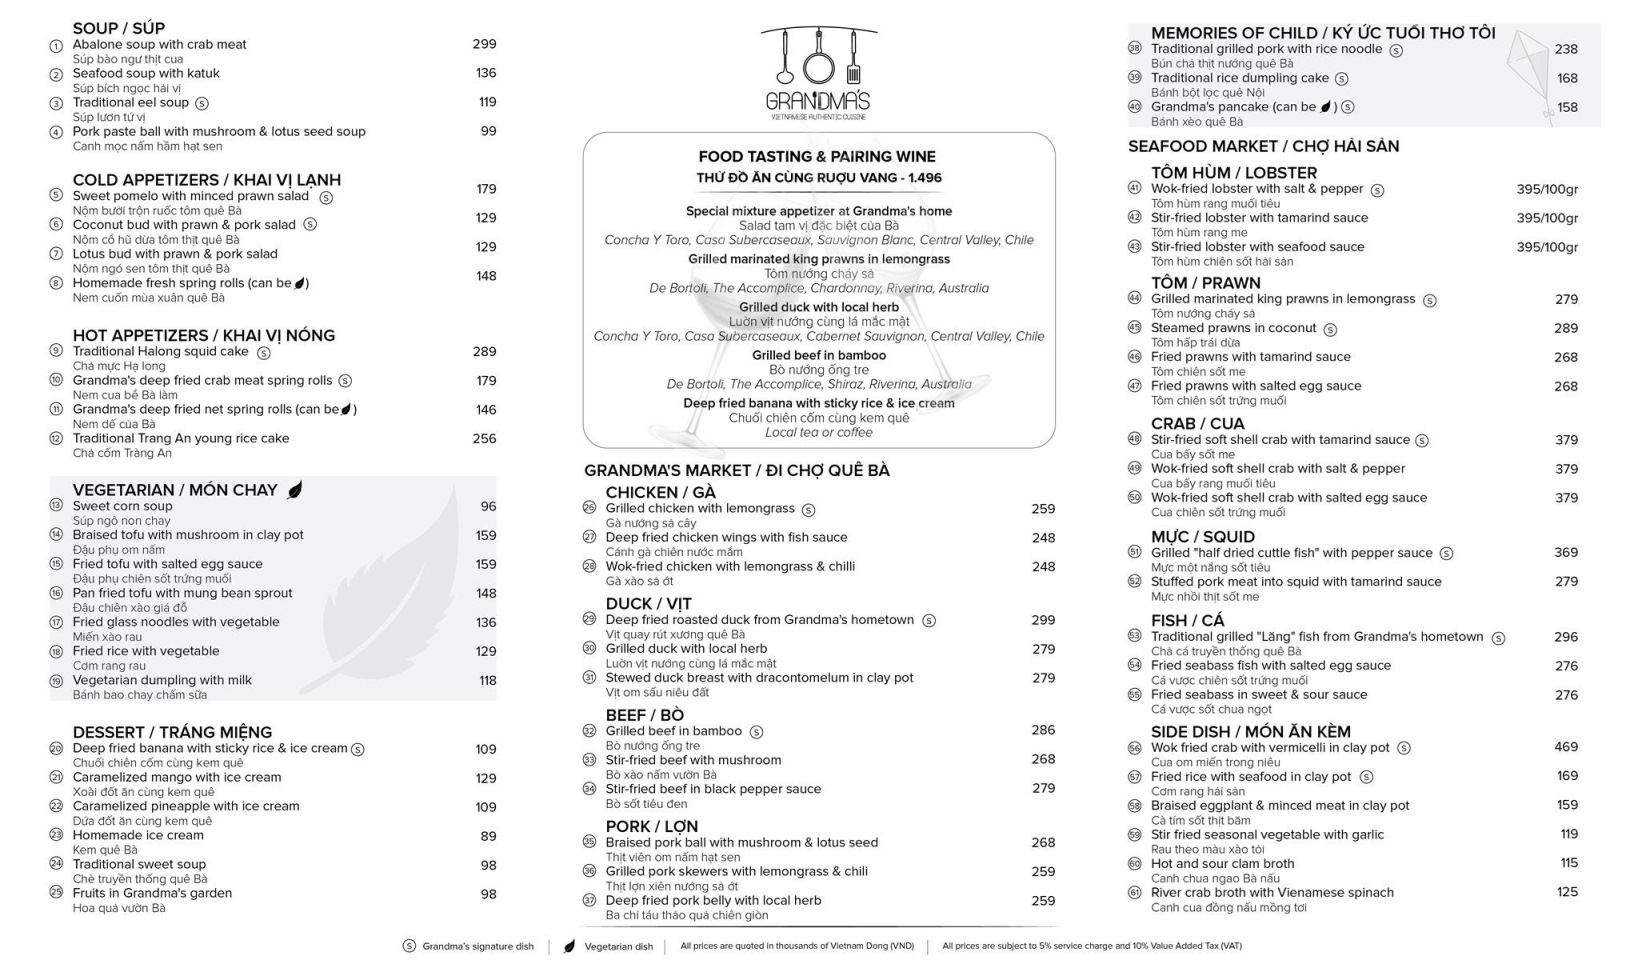 SOUP / SÚP
1 Abalone soup with crab meat 299
Súp bào ngư thịt cua
2 Seafood soup with katuk 136
Súp bích ngọc hải vị
3 Traditional eel soup Ⓢ 119
Súp lươn tứ vị
4 Pork paste ball with mushroom & lotus seed soup 99
Canh mọc nấm hầm hạt sen
COLD APPETIZERS / KHAI VỊ LẠNH
5 Sweet pomelo with minced prawn salad Ⓢ 179
Nộm bưởi trộn ruốc tôm quê Bà
6 Coconut bud with prawn & pork salad Ⓢ 129
Nộm cổ hũ dừa tôm thịt quê Bà
7 Lotus bud with prawn & pork salad 129
Nộm ngó sen tôm thịt quê Bà
8 Homemade fresh spring rolls (can be ) 148
Nem cuốn mùa xuân quê Bà
HOT APPETIZERS / KHAI VỊ NÓNG
9 Traditional Halong squid cake Ⓢ 289
Chả mực Hạ long
10 Grandma's deep fried crab meat spring rolls Ⓢ 179
Nem cua bể Bà làm
11 Grandma's deep fried net spring rolls (can be ) 146
Nem dế của Bà
12 Traditional Trang An young rice cake 256
Chả cốm Tràng An
VEGETARIAN / MÓN CHAY
13 Sweet corn soup 96
Súp ngô non chay
14 Braised tofu with mushroom in clay pot 159
Đậu phụ om nấm
15 Fried tofu with salted egg sauce 159
Đậu phụ chiên sốt trứng muối
16 Pan fried tofu with mung bean sprout 148
Đậu chiên xào giá đỗ
17 Fried glass noodles with vegetable 136
Miến xào rau
18 Fried rice with vegetable 129
Cơm rang rau
19 Vegetarian dumpling with milk 118
Bánh bao chay chấm sữa
DESSERT / TRÁNG MIỆNG
20 Deep fried banana with sticky rice & ice cream Ⓢ 109
Chuối chiên cốm cùng kem quê
21 Caramelized mango with ice cream 129
Xoài đốt ăn cùng kem quê
22 Caramelized pineapple with ice cream 109
Dứa đốt ăn cùng kem quê
23 Homemade ice cream 89
Kem quê Bà
24 Traditional sweet soup 98
Chè truyền thống quê Bà
25 Fruits in Grandma's garden 98
Hoa quả vườn Bà
GRANDMA'S
VIETNAMESE AUTHENTIC CUISINE
FOOD TASTING & PAIRING WINE
THỬ ĐỒ ĂN CÙNG RUỢU VANG - 1.496
Special mixture appetizer at Grandma's home
Salad tam vị đặc biệt của Bà
Concha Y Toro, Casa Subercaseaux, Sauvignon Blanc, Central Valley, Chile
Grilled marinated king prawns in lemongrass
Tôm nướng cháy sả
De Bortoli, The Accomplice, Chardonnay, Riverina, Australia
Grilled duck with local herb
Luờn vịt nướng cùng lá mắc mật
Concha Y Toro, Casa Subercaseaux, Cabernet Sauvignon, Central Valley, Chile
Grilled beef in bamboo
Bò nướng ống tre
De Bortoli, The Accomplice, Shiraz, Riverina, Australia
Deep fried banana with sticky rice & ice cream
Chuối chiên cốm cùng kem quê
Local tea or coffee
GRANDMA'S MARKET / ĐI CHỢ QUÊ BÀ
CHICKEN / GÀ
26 Grilled chicken with lemongrass Ⓢ 259
Gà nướng sả cây
27 Deep fried chicken wings with fish sauce 248
Cánh gà chiên nước mắm
28 Wok-fried chicken with lemongrass & chilli 248
Gà xào sả ớt
DUCK / VỊT
29 Deep fried roasted duck from Grandma's hometown Ⓢ 299
Vịt quay rút xương quê Bà
30 Grilled duck with local herb 279
Luờn vịt nướng cùng lá mắc mật
31 Stewed duck breast with dracontomelum in clay pot 279
Vịt om sấu niêu đất
BEEF / BÒ
32 Grilled beef in bamboo Ⓢ 286
Bò nướng ống tre
33 Stir-fried beef with mushroom 268
Bò xào nấm vườn Bà
34 Stir-fried beef in black pepper sauce 279
Bò sốt tiêu đen
PORK / LỢN
35 Braised pork ball with mushroom & lotus seed 268
Thịt viên om nấm hạt sen
36 Grilled pork skewers with lemongrass & chili 259
Thịt lợn xiên nướng sả ớt
37 Deep fried pork belly with local herb 259
Ba chỉ tẩu thảo quả chiên giòn
MEMORIES OF CHILD / KÝ ỨC TUỔI THƠ TÔI
38 Traditional grilled pork with rice noodle Ⓢ 238
Bún chả thịt nướng quê Bà
39 Traditional rice dumpling cake Ⓢ 168
Bánh bột lọc quê Nội
40 Grandma's pancake (can be ) Ⓢ 158
Bánh xèo quê Bà
SEAFOOD MARKET / CHỢ HẢI SẢN
TÔM HÙM / LOBSTER
41 Wok-fried lobster with salt & pepper Ⓢ 395/100gr
Tôm hùm rang muối tiêu
42 Stir-fried lobster with tamarind sauce 395/100gr
Tôm hùm rang me
43 Stir-fried lobster with seafood sauce 395/100gr
Tôm hùm chiên sốt hải sản
TÔM / PRAWN
44 Grilled marinated king prawns in lemongrass Ⓢ 279
Tôm nướng cháy sả
45 Steamed prawns in coconut Ⓢ 289
Tôm hấp trái dừa
46 Fried prawns with tamarind sauce 268
Tôm chiên sốt me
47 Fried prawns with salted egg sauce 268
Tôm chiên sốt trứng muối
CRAB / CUA
48 Stir-fried soft shell crab with tamarind sauce Ⓢ 379
Cua bấy sốt me
49 Wok-fried soft shell crab with salt & pepper 379
Cua bấy rang muối tiêu
50 Wok-fried soft shell crab with salted egg sauce 379
Cua chiên sốt trứng muối
MỰC / SQUID
51 Grilled "half dried cuttle fish" with pepper sauce Ⓢ 369
Mực một nắng sốt tiêu
52 Stuffed pork meat into squid with tamarind sauce 279
Mực nhồi thịt sốt me
FISH / CÁ
53 Traditional grilled "Lăng" fish from Grandma's hometown Ⓢ 296
Chả cá truyền thống quê Bà
54 Fried seabass fish with salted egg sauce 276
Cá vược chiên sốt trứng muối
55 Fried seabass in sweet & sour sauce 276
Cá vược sốt chua ngọt
SIDE DISH / MÓN ĂN KÈM
56 Wok fried crab with vermicelli in clay pot Ⓢ 469
Cua om miến trong niêu
57 Fried rice with seafood in clay pot Ⓢ 169
Cơm rang hải sản
58 Braised eggplant & minced meat in clay pot 159
Cà tím sốt thịt băm
59 Stir fried seasonal vegetable with garlic 119
Rau theo màu xào tỏi
60 Hot and sour clam broth 115
Canh chua ngao Bà nấu
61 River crab broth with Vienamese spinach 125
Canh cua đồng nấu mồng tơi
Ⓢ Grandma's signature dish | Vegetarian dish | All prices are quoted in thousands of Vietnam Dong (VND) | All prices are subject to 5% service charge and 10% Value Added Tax (VAT)